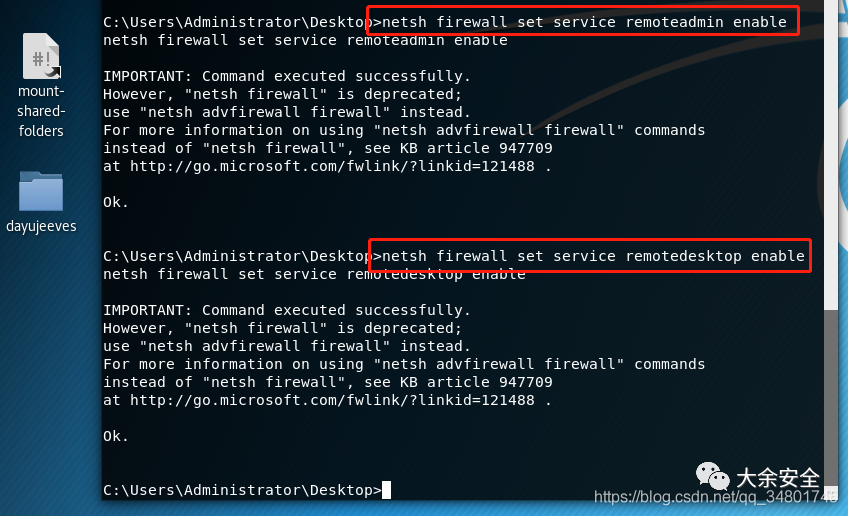 C:\Users\Administrator\Desktop>netsh firewall set service remoteadmin enable
netsh firewall set service remoteadmin enable
IMPORTANT: Command executed successfully.
However, "netsh firewall" is deprecated;
use "netsh advfirewall firewall" instead.
For more information on using "netsh advfirewall firewall" commands
instead of "netsh firewall", see KB article 947709
at http://go.microsoft.com/fwlink/?linkid=121488 .
Ok.
C:\Users\Administrator\Desktop>netsh firewall set service remotedesktop enable
netsh firewall set service remotedesktop enable
IMPORTANT: Command executed successfully.
However, "netsh firewall" is deprecated;
use "netsh advfirewall firewall" instead.
For more information on using "netsh advfirewall firewall" commands
instead of "netsh firewall", see KB article 947709
at http://go.microsoft.com/fwlink/?linkid=121488 .
Ok.
C:\Users\Administrator\Desktop>
#!
mount-
shared-
folders
dayujeeves
大余安全